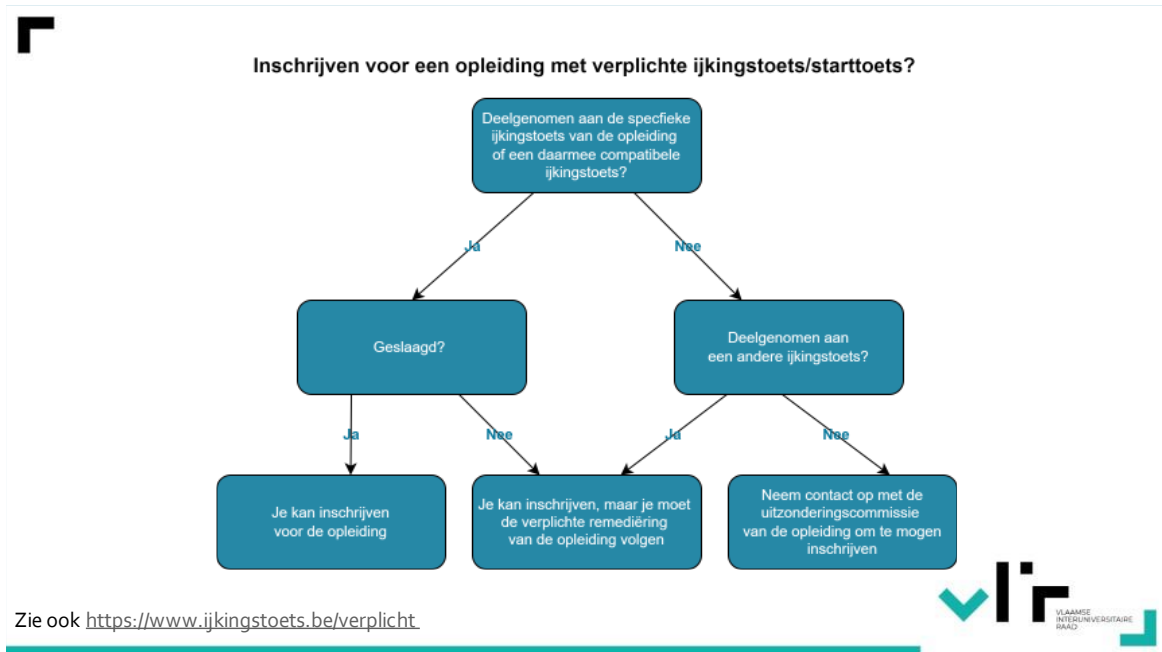 Inschrijven voor een opleiding met verplichte ijkingstoets/starttoets?
Deelgenomen aan de specfieke
ijkingstoets van de opleiding
of een daarmee compatibele
ijkingstoets?
Ja
Nee
Geslaagd?
Deelgenomen aan
een andere ijkingstoets?
Ja
Nee
Ja
Nee
Je kan inschrijven
voor de opleiding
Je kan inschrijven, maar je moet
de verplichte remediëring
van de opleiding volgen
Neem contact op met de
uitzonderingscommissie
van de opleiding om te mogen
inschrijven
Zie ook https://www.ijkingstoets.be/verplicht
vlir
VLAAMSE
INTERUNIVERSITAIRE
RAAD